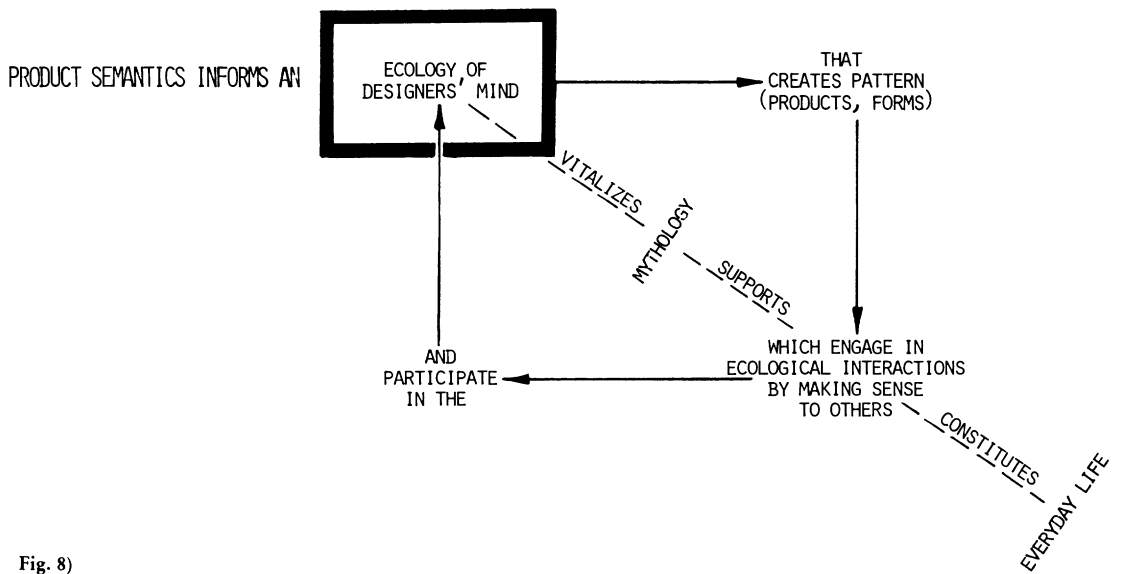 PRODUCT SEMANTICS INFORMS AN
ECOLOGY OF
DESIGNERS' MIND
THAT
CREATES PATTERN
(PRODUCTS, FORMS)
VITALIZES
MYTHOLOGY
SUPPORTS
WHICH ENGAGE IN
ECOLOGICAL INTERACTIONS
BY MAKING SENSE
TO OTHERS
AND
PARTICIPATE
IN THE
CONSTITUTES
EVERYDAY LIFE
Fig. 8)